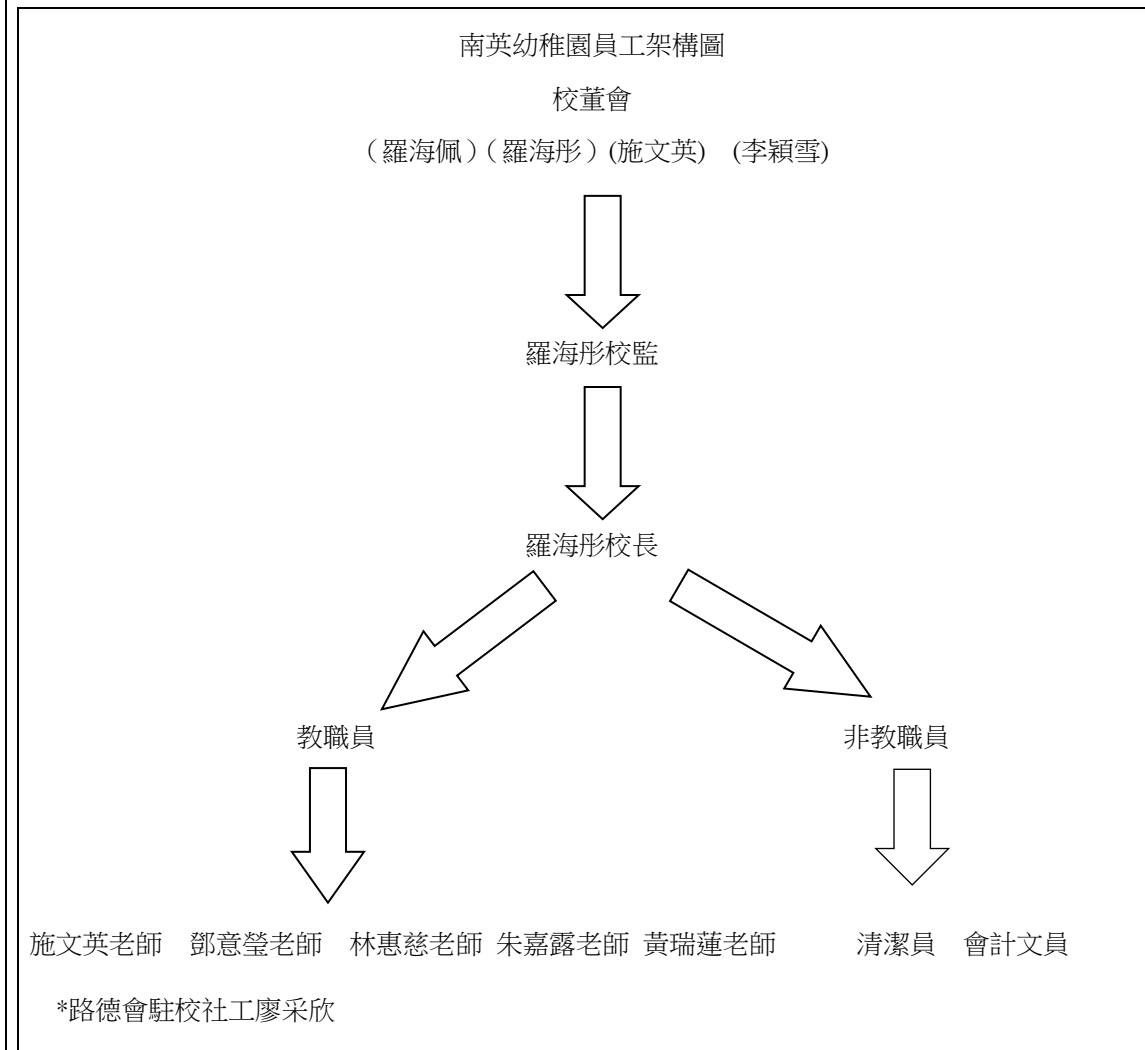 南英幼稚園員工架構圖
校董會
（羅海佩）（羅海彤）(施文英)　(李穎雪)
羅海彤校監
羅海彤校長
教職員　非教職員
施文英老師　鄧意瑩老師　林惠慈老師 朱嘉露老師 黃瑞蓮老師　清潔員　會計文員
*路德會駐校社工廖采欣